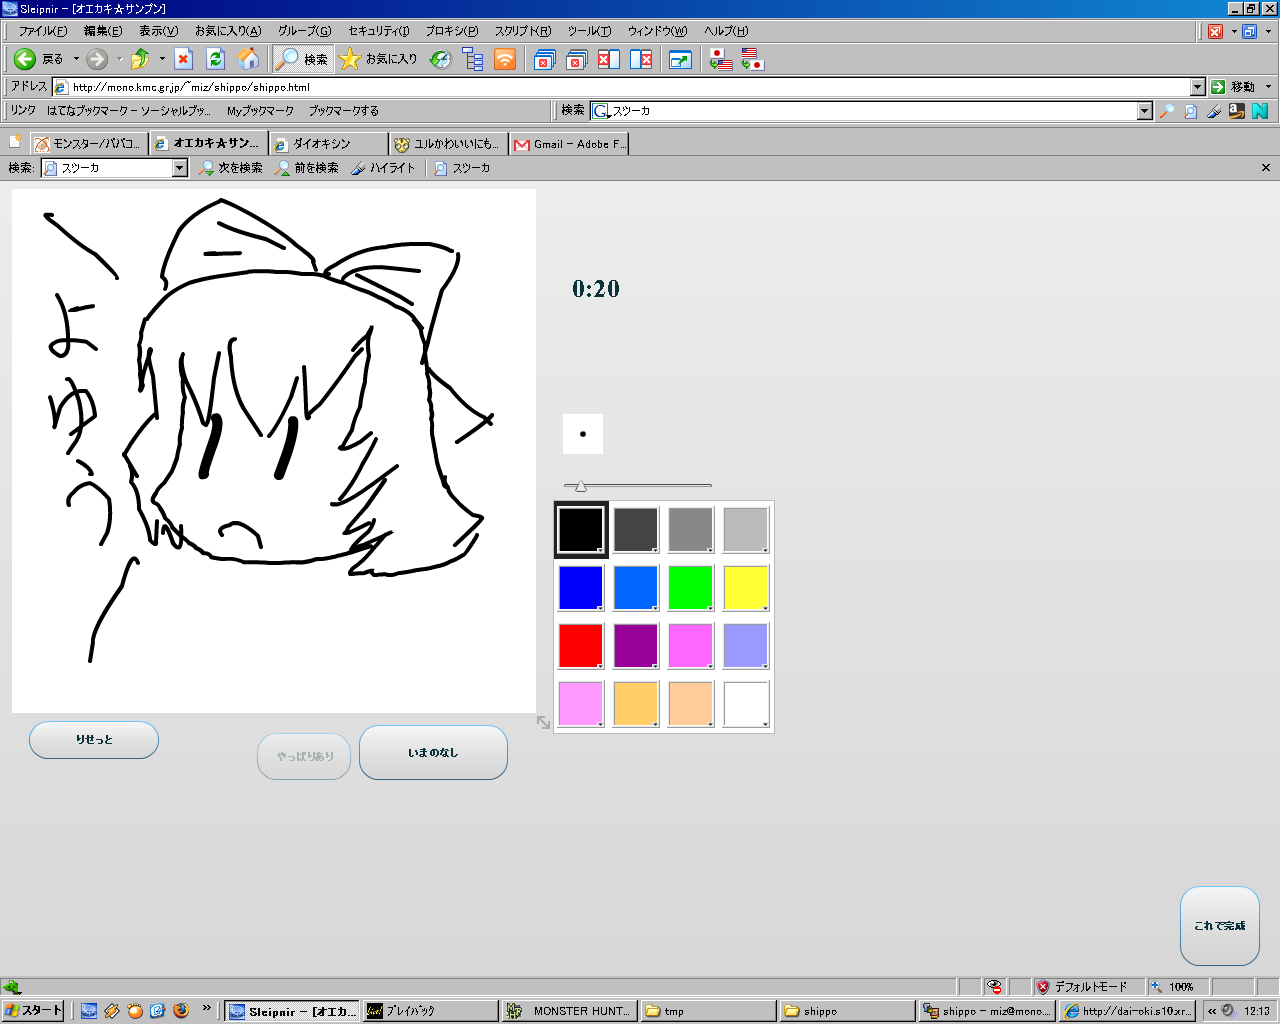 Sleipnir - [オエカキ★サンプン]
ファイル(F) 編集(E) 表示(V) お気に入り(A) グループ(G) セキュリティ(I) プロキシ(P) スクリプト(R) ツール(T) ウィンドウ(W) ヘルプ(H)
戻る 検索 お気に入り
アドレス http://mono.kmc.gr.jp/~miz/shippo/shippo.html 移動
リンク はてなブックマーク - ソーシャルブッ... Myブックマーク ブックマークする 検索 スツーカ
モンスター/パパコ... オエカキ★サン... ダイオキシン ユルかわいいにも... Gmail - Adobe F...
検索: スツーカ 次を検索 前を検索 ハイライト スツーカ
よゆう
0:20
りせっと
やっぱりあり
いまのなし
これで完成
デフォルトモード 100%
スタート Sleipnir - [オエカ... プレイバック MONSTER HUNT... tmp shippo shippo - miz@mono... http://dai-oki.s10.xr... 12:13